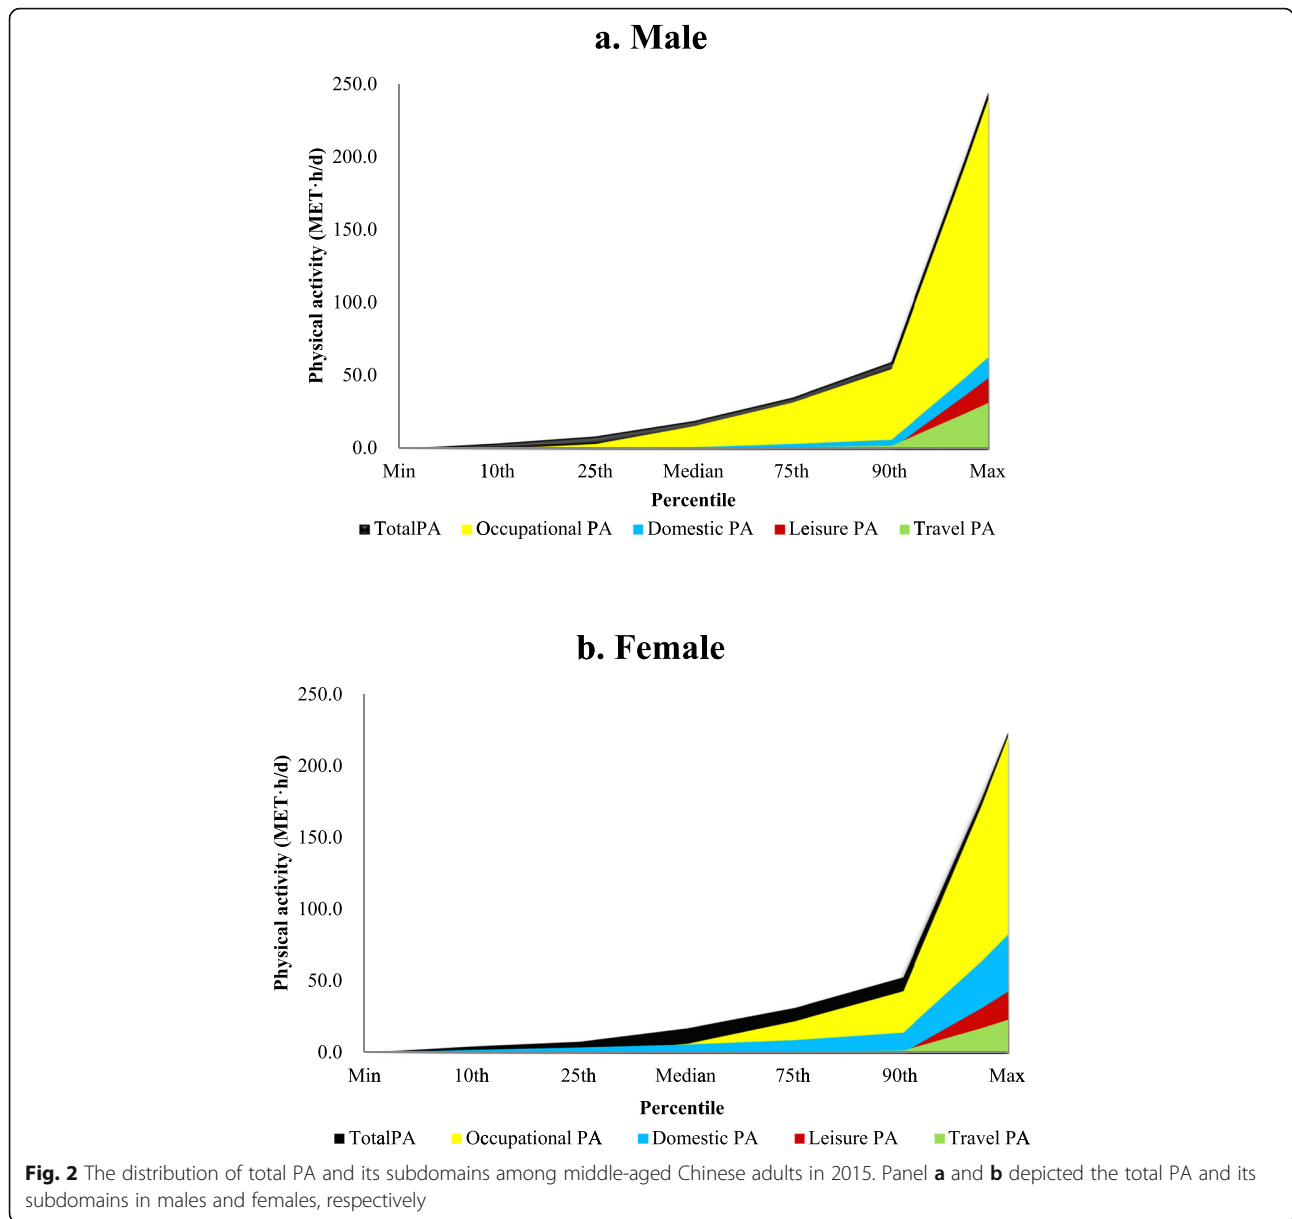 a. Male
250.0
200.0
150.0
100.0
50.0
0.0
Physical activity (MET·h/d)
Min 10th 25th Median 75th 90th Max
Percentile
TotalPA Occupational PA Domestic PA Leisure PA Travel PA
b. Female
250.0
200.0
150.0
100.0
50.0
0.0
Physical activity (MET·h/d)
Min 10th 25th Median 75th 90th Max
Percentile
TotalPA Occupational PA Domestic PA Leisure PA Travel PA
Fig. 2 The distribution of total PA and its subdomains among middle-aged Chinese adults in 2015. Panel a and b depicted the total PA and its
subdomains in males and females, respectively